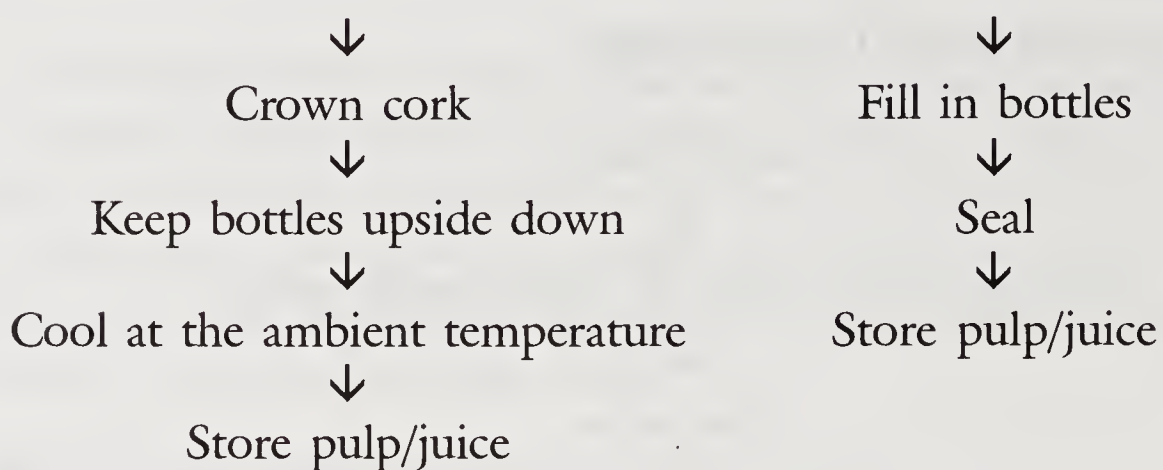 ↓
Crown cork
↓
Keep bottles upside down
↓
Cool at the ambient temperature
↓
Store pulp/juice
↓
Fill in bottles
↓
Seal
↓
Store pulp/juice